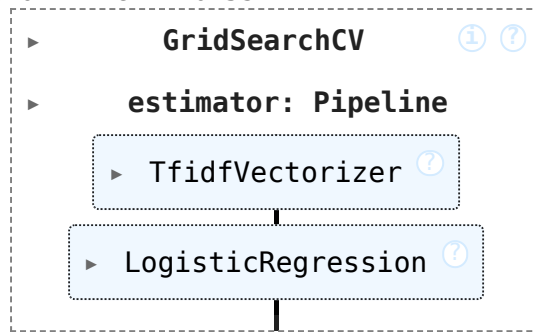 ▸ GridSearchCV i ?
▸ estimator: Pipeline
▸ TfidfVectorizer ?
▸ LogisticRegression ?